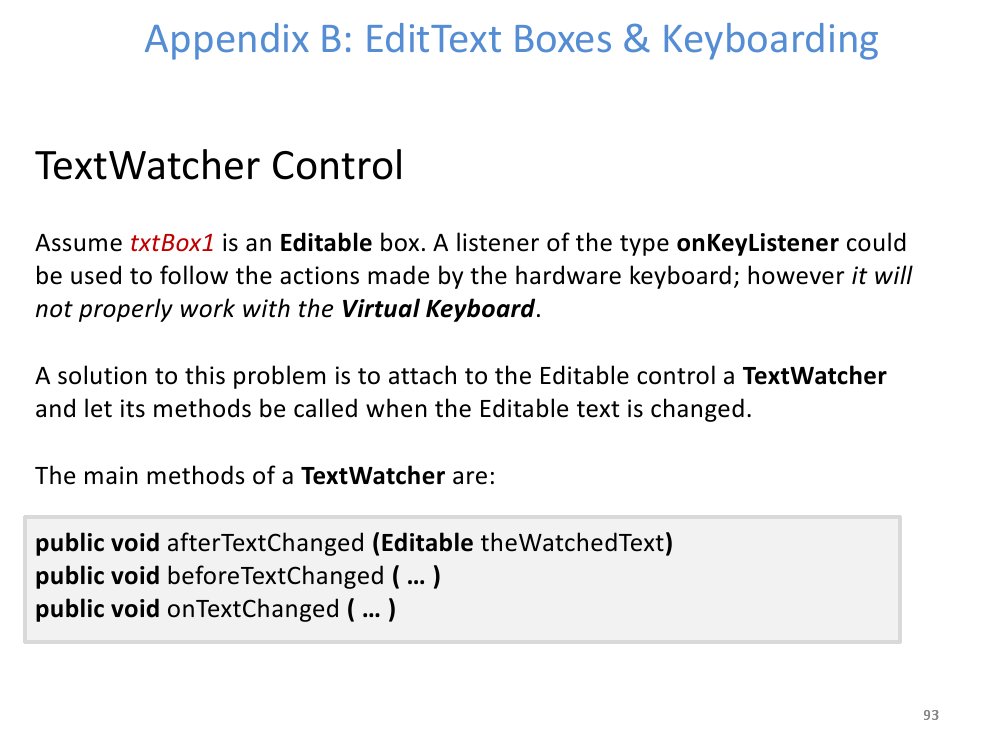 Appendix B: EditText Boxes & Keyboarding
TextWatcher Control
Assume txtBox1 is an Editable box. A listener of the type onKeyListener could
be used to follow the actions made by the hardware keyboard; however it will
not properly work with the Virtual Keyboard.
A solution to this problem is to attach to the Editable control a TextWatcher
and let its methods be called when the Editable text is changed.
The main methods of a TextWatcher are:
public void afterTextChanged (Editable theWatchedText)
public void beforeTextChanged ( … )
public void onTextChanged ( … )
93